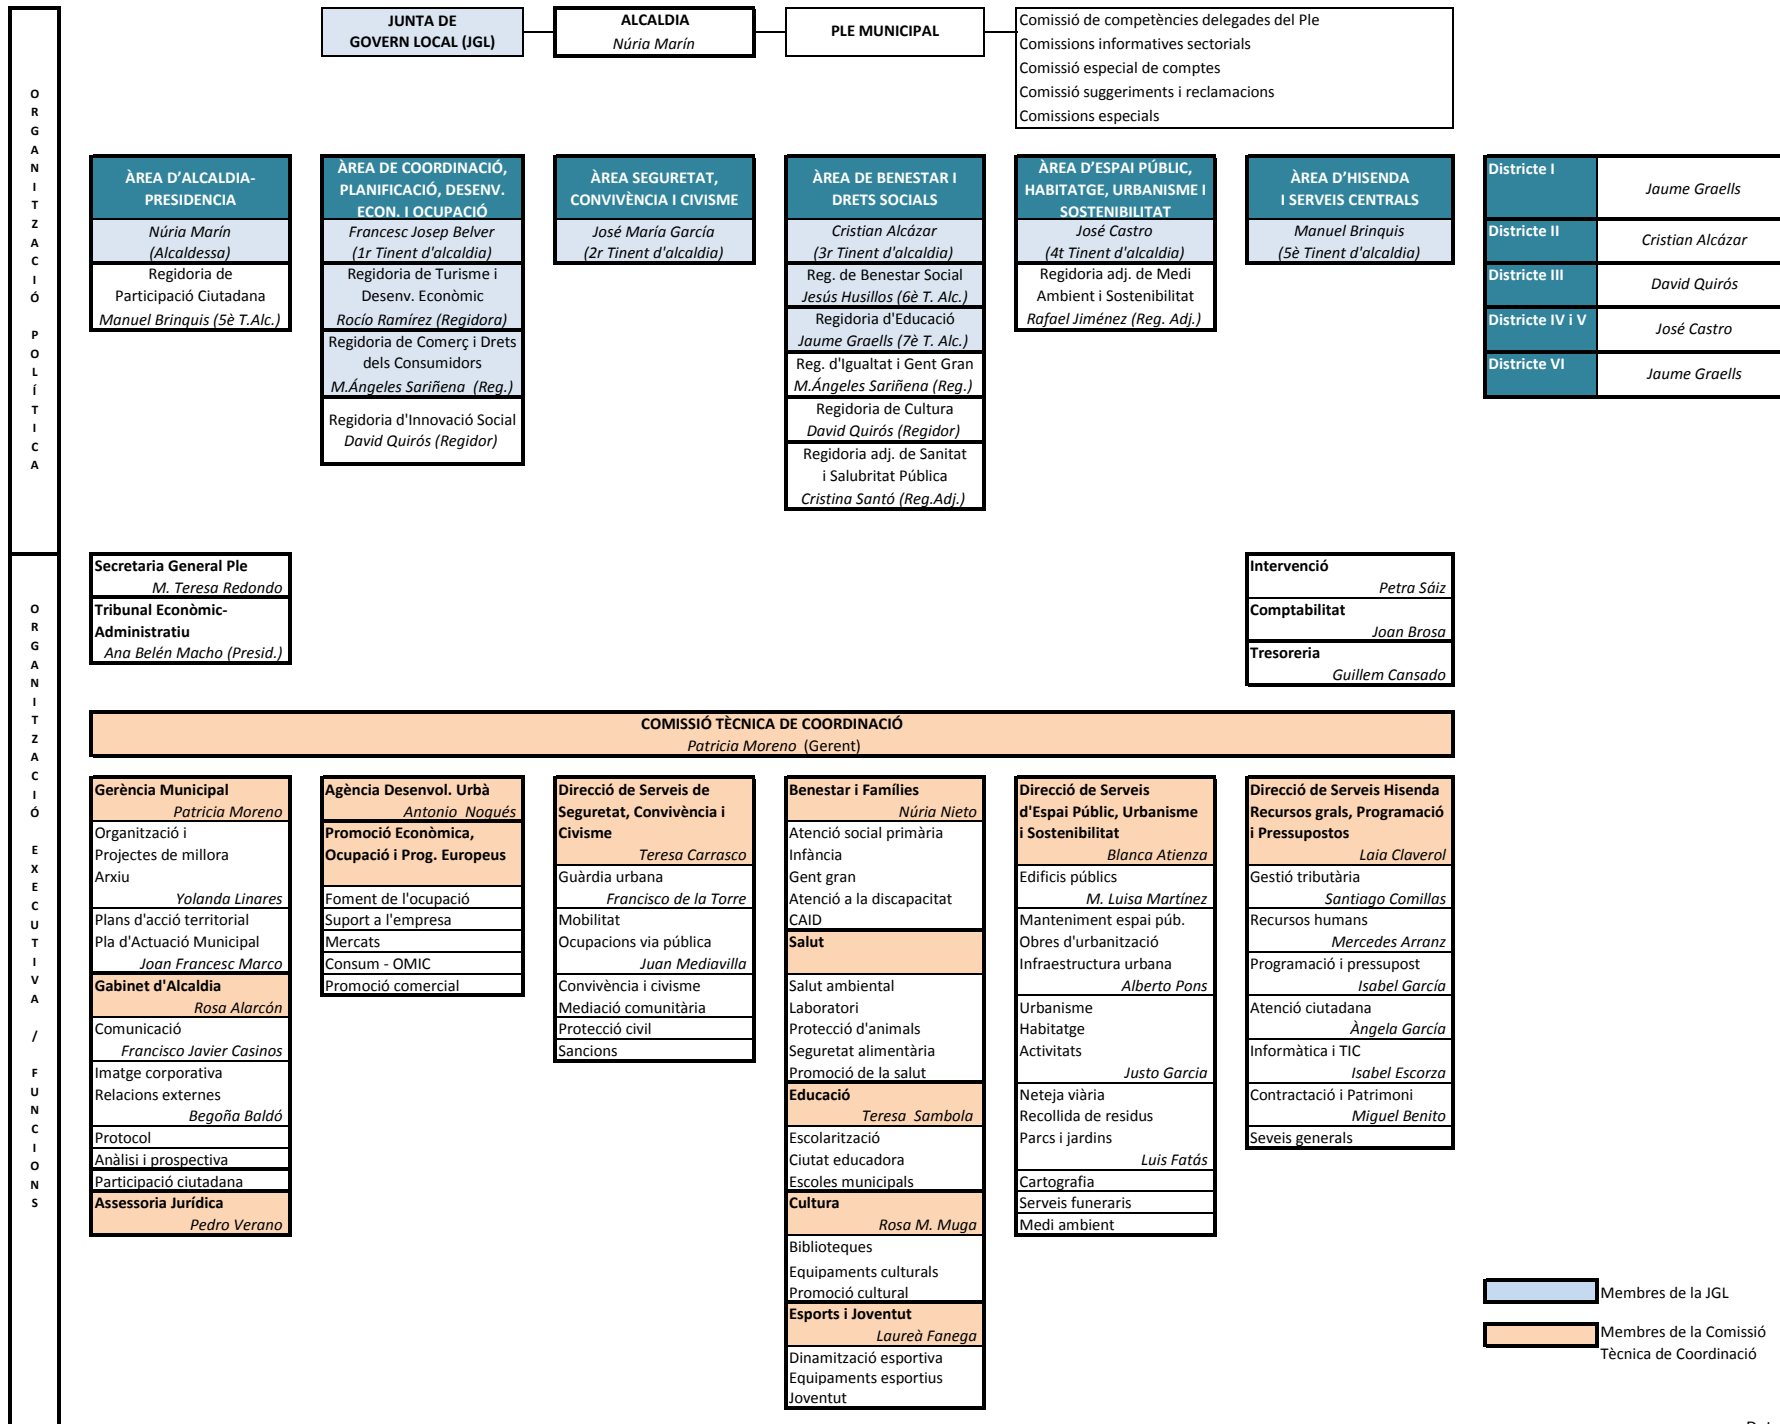 JUNTA DE
GOVERN LOCAL (JGL)
ALCALDIA
Núria Marín
PLE MUNICIPAL
Comissió de competències delegades del Ple
Comissions informatives sectorials
Comissió especial de comptes
Comissió suggeriments i reclamacions
Comissions especials
ORGANITZACIÓ POLÍTICA
ÀREA D'ALCALDIA-
PRESIDENCIA
Núria Marín
(Alcaldessa)
Regidoria de
Participació Ciutadana
Manuel Brinquis (5è T.Alc.)
ÀREA DE COORDINACIÓ,
PLANIFICACIÓ, DESENV.
ECON. I OCUPACIÓ
Francesc Josep Belver
(1r Tinent d'alcaldia)
Regidoria de Turisme i
Desenv. Econòmic
Rocío Ramírez (Regidora)
Regidoria de Comerç i Drets
dels Consumidors
M.Ángeles Sariñena (Reg.)
Regidoria d'Innovació Social
David Quirós (Regidor)
ÀREA SEGURETAT,
CONVIVÈNCIA I CIVISME
José María García
(2r Tinent d'alcaldia)
ÀREA DE BENESTAR I
DRETS SOCIALS
Cristian Alcázar
(3r Tinent d'alcaldia)
Reg. de Benestar Social
Jesús Husillos (6è T. Alc.)
Regidoria d'Educació
Jaume Graells (7è T. Alc.)
Reg. d'Igualtat i Gent Gran
M.Ángeles Sariñena (Reg.)
Regidoria de Cultura
David Quirós (Regidor)
Regidoria adj. de Sanitat
i Salubritat Pública
Cristina Santó (Reg.Adj.)
ÀREA D'ESPAI PÚBLIC,
HABITATGE, URBANISME I
SOSTENIBILITAT
José Castro
(4t Tinent d'alcaldia)
Regidoria adj. de Medi
Ambient i Sostenibilitat
Rafael Jiménez (Reg. Adj.)
ÀREA D'HISENDA
I SERVEIS CENTRALS
Manuel Brinquis
(5è Tinent d'alcaldia)
Districte I
Jaume Graells
Districte II
Cristian Alcázar
Districte III
David Quirós
Districte IV i V
José Castro
Districte VI
Jaume Graells
ORGANITZACIÓ EXECUTIVA / FUNCIONS
Secretaria General Ple
M. Teresa Redondo
Tribunal Econòmic-
Administratiu
Ana Belén Macho (Presid.)
Intervenció
Petra Sáiz
Comptabilitat
Joan Brosa
Tresoreria
Guillem Cansado
COMISSIÓ TÈCNICA DE COORDINACIÓ
Patricia Moreno (Gerent)
Gerència Municipal
Patricia Moreno
Organització i
Projectes de millora
Arxiu
Yolanda Linares
Plans d'acció territorial
Pla d'Actuació Municipal
Joan Francesc Marco
Gabinet d'Alcaldia
Rosa Alarcón
Comunicació
Francisco Javier Casinos
Imatge corporativa
Relacions externes
Begoña Baldó
Protocol
Anàlisi i prospectiva
Participació ciutadana
Assessoria Jurídica
Pedro Verano
Agència Desenvol. Urbà
Antonio Nogués
Promoció Econòmica,
Ocupació i Prog. Europeus
Foment de l'ocupació
Suport a l'empresa
Mercats
Consum - OMIC
Promoció comercial
Direcció de Serveis de
Seguretat, Convivència i
Civisme
Teresa Carrasco
Guàrdia urbana
Francisco de la Torre
Mobilitat
Ocupacions via pública
Juan Mediavilla
Convivència i civisme
Mediació comunitària
Protecció civil
Sancions
Benestar i Famílies
Núria Nieto
Atenció social primària
Infància
Gent gran
Atenció a la discapacitat
CAID
Salut
Salut ambiental
Laboratori
Protecció d'animals
Seguretat alimentària
Promoció de la salut
Educació
Teresa Sambola
Escolarització
Ciutat educadora
Escoles municipals
Cultura
Rosa M. Muga
Biblioteques
Equipaments culturals
Promoció cultural
Esports i Joventut
Laureà Fanega
Dinamització esportiva
Equipaments esportius
Joventut
Direcció de Serveis
d'Espai Públic, Urbanisme
i Sostenibilitat
Blanca Atienza
Edificis públics
M. Luisa Martínez
Manteniment espai púb.
Obres d'urbanització
Infraestructura urbana
Alberto Pons
Urbanisme
Habitatge
Activitats
Justo Garcia
Neteja viària
Recollida de residus
Parcs i jardins
Luis Fatás
Cartografia
Serveis funeraris
Medi ambient
Direcció de Serveis Hisenda
Recursos grals, Programació
i Pressupostos
Laia Claverol
Gestió tributària
Santiago Comillas
Recursos humans
Mercedes Arranz
Programació i pressupost
Isabel García
Atenció ciutadana
Àngela García
Informàtica i TIC
Isabel Escorza
Contractació i Patrimoni
Miguel Benito
Seveis generals
Membres de la JGL
Membres de la Comissió
Tècnica de Coordinació